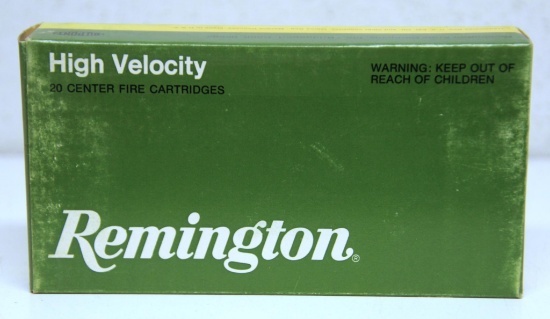 High Velocity
20 CENTER FIRE CARTRIDGES
WARNING: KEEP OUT OF
REACH OF CHILDREN
Remington®